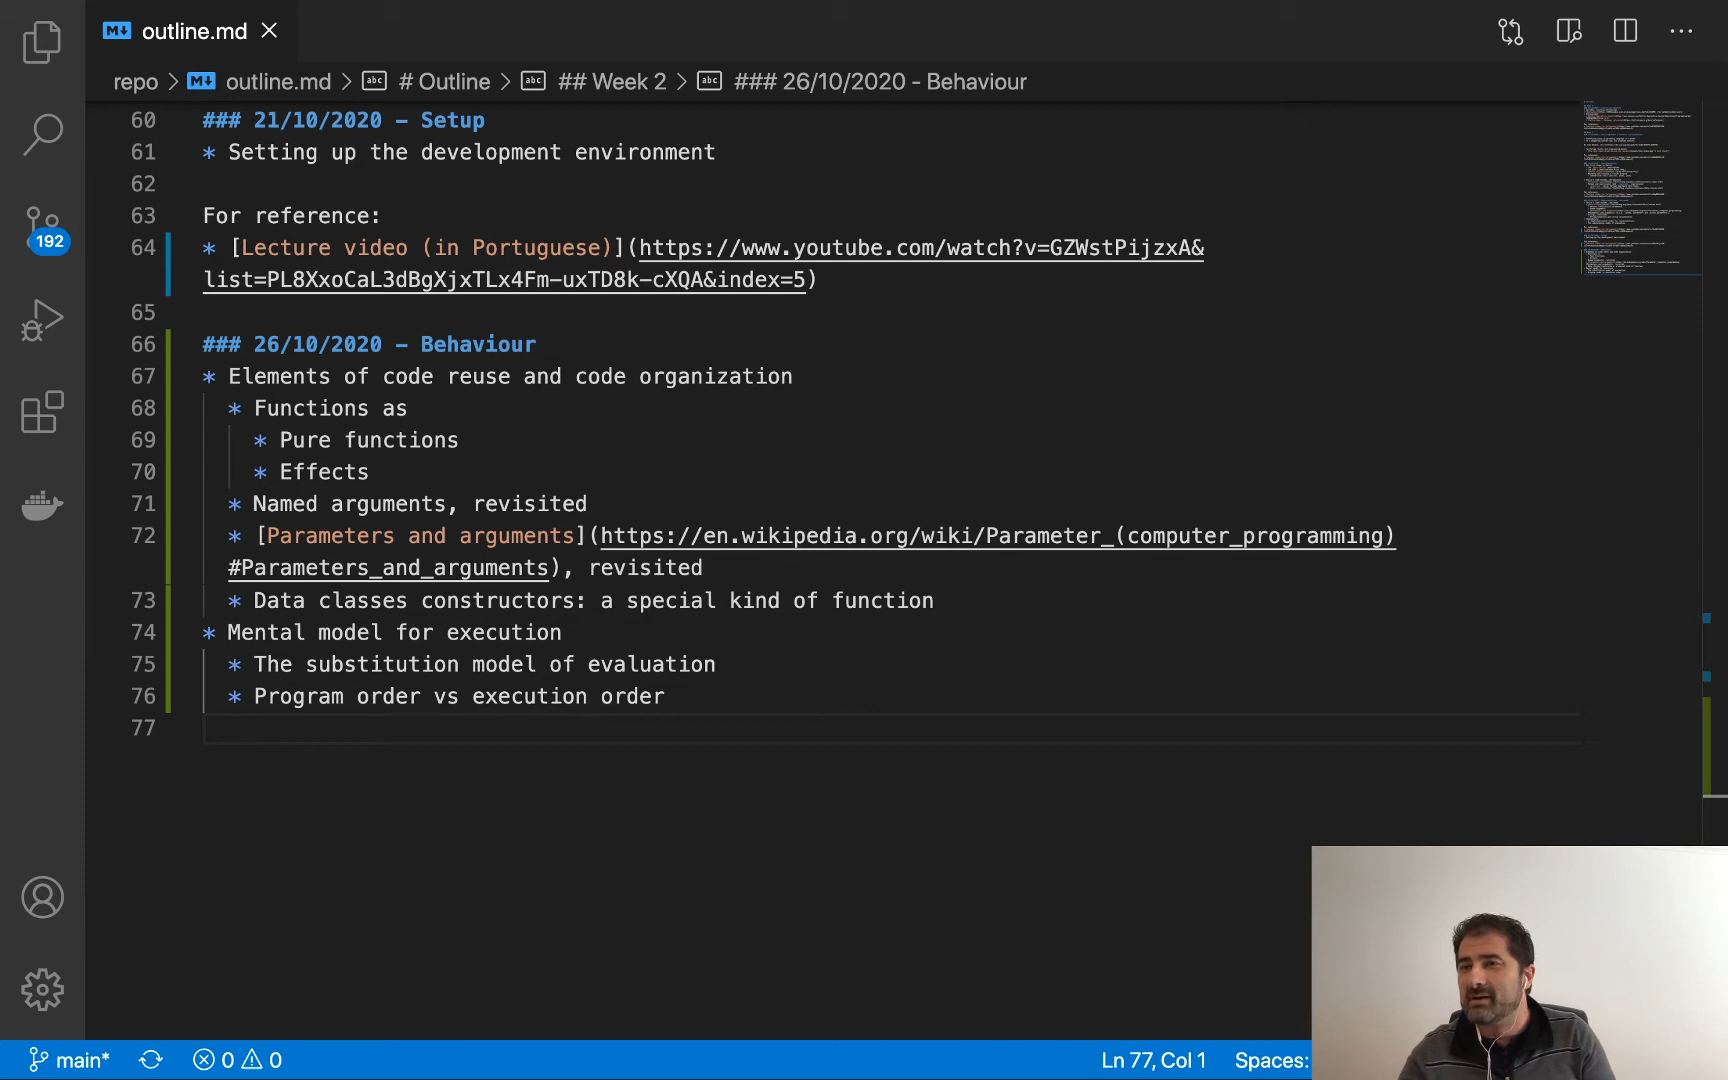 outline.md
repo > outline.md > # Outline > ## Week 2 > ### 26/10/2020 - Behaviour
60 ### 21/10/2020 - Setup
61 * Setting up the development environment
62
63 For reference:
64 * [Lecture video (in Portuguese)](https://www.youtube.com/watch?v=GZWstPijzxA&
list=PL8XxoCaL3dBgXjxTLx4Fm-uxTD8k-cXQA&index=5)
65
66 ### 26/10/2020 - Behaviour
67 * Elements of code reuse and code organization
68 * Functions as
69 * Pure functions
70 * Effects
71 * Named arguments, revisited
72 * [Parameters and arguments](https://en.wikipedia.org/wiki/Parameter_(computer_programming)
#Parameters_and_arguments), revisited
73 * Data classes constructors: a special kind of function
74 * Mental model for execution
75 * The substitution model of evaluation
76 * Program order vs execution order
77
192
main* 0 0 Ln 77, Col 1 Spaces: